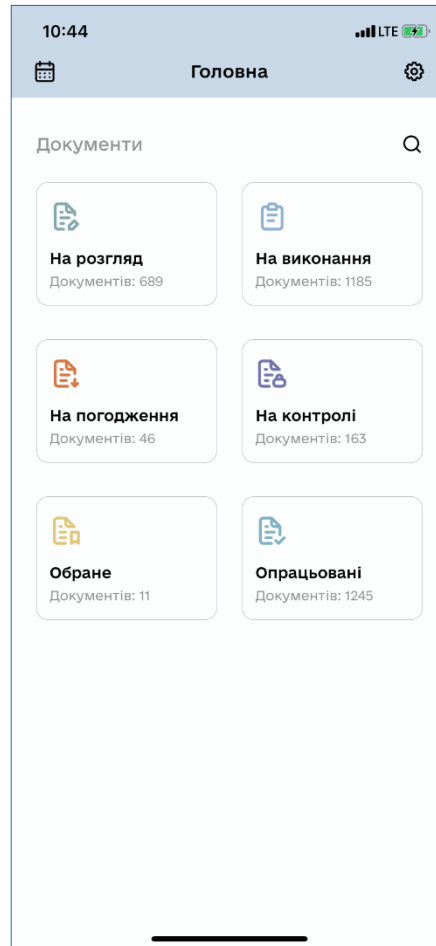 10:44
LTE
Головна
Документи
На розгляд
Документів: 689
На виконання
Документів: 1185
На погодження
Документів: 46
На контролі
Документів: 163
Обране
Документів: 11
Опрацьовані
Документів: 1245